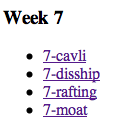 Week 7
7-cavli
7-disship
7-rafting
7-moat